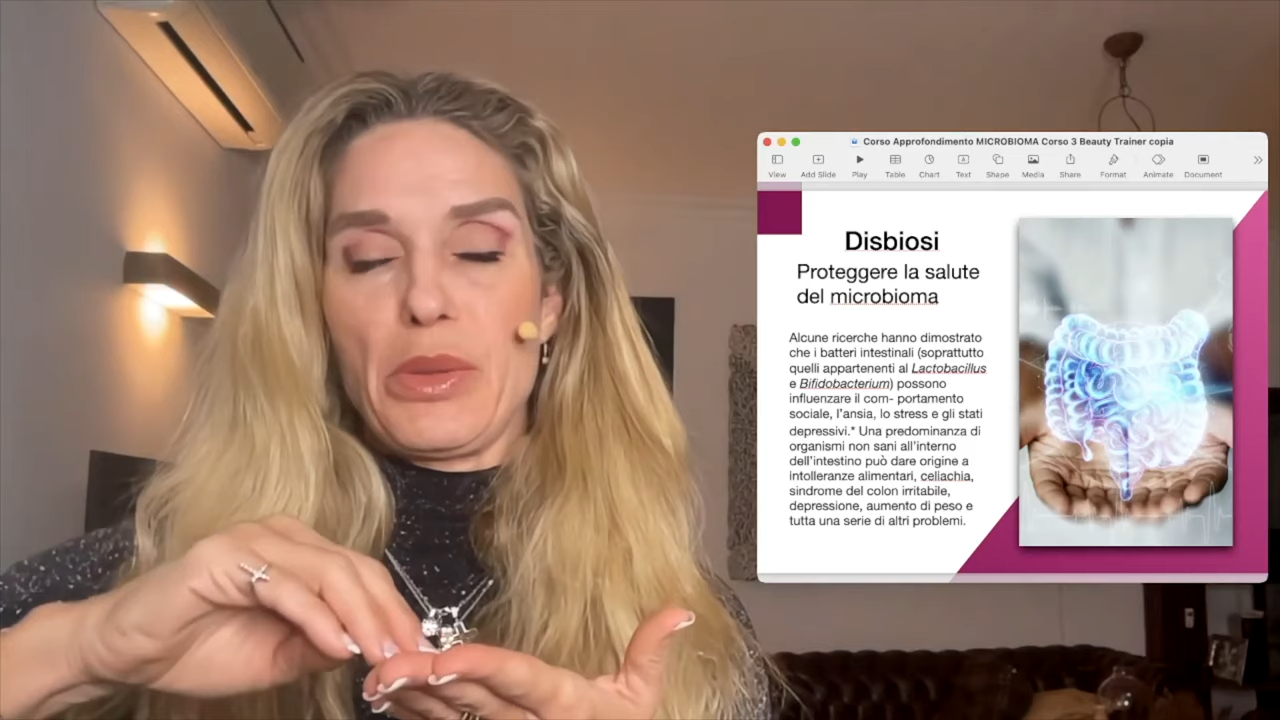 Corso Approfondimento MICROBIOMA Corso 3 Beauty Trainer copia
View Add Slide Play Table Chart Text Shape Media Share Format Animate Document
Disbiosi
Proteggere la salute
del microbioma
Alcune ricerche hanno dimostrato
che i batteri intestinali (soprattutto
quelli appartenenti al Lactobacillus
e Bifidobacterium) possono
influenzare il com- portamento
sociale, l'ansia, lo stress e gli stati
depressivi.* Una predominanza di
organismi non sani all'interno
dell'intestino può dare origine a
intolleranze alimentari, celiachia,
sindrome del colon irritabile,
depressione, aumento di peso e
tutta una serie di altri problemi.